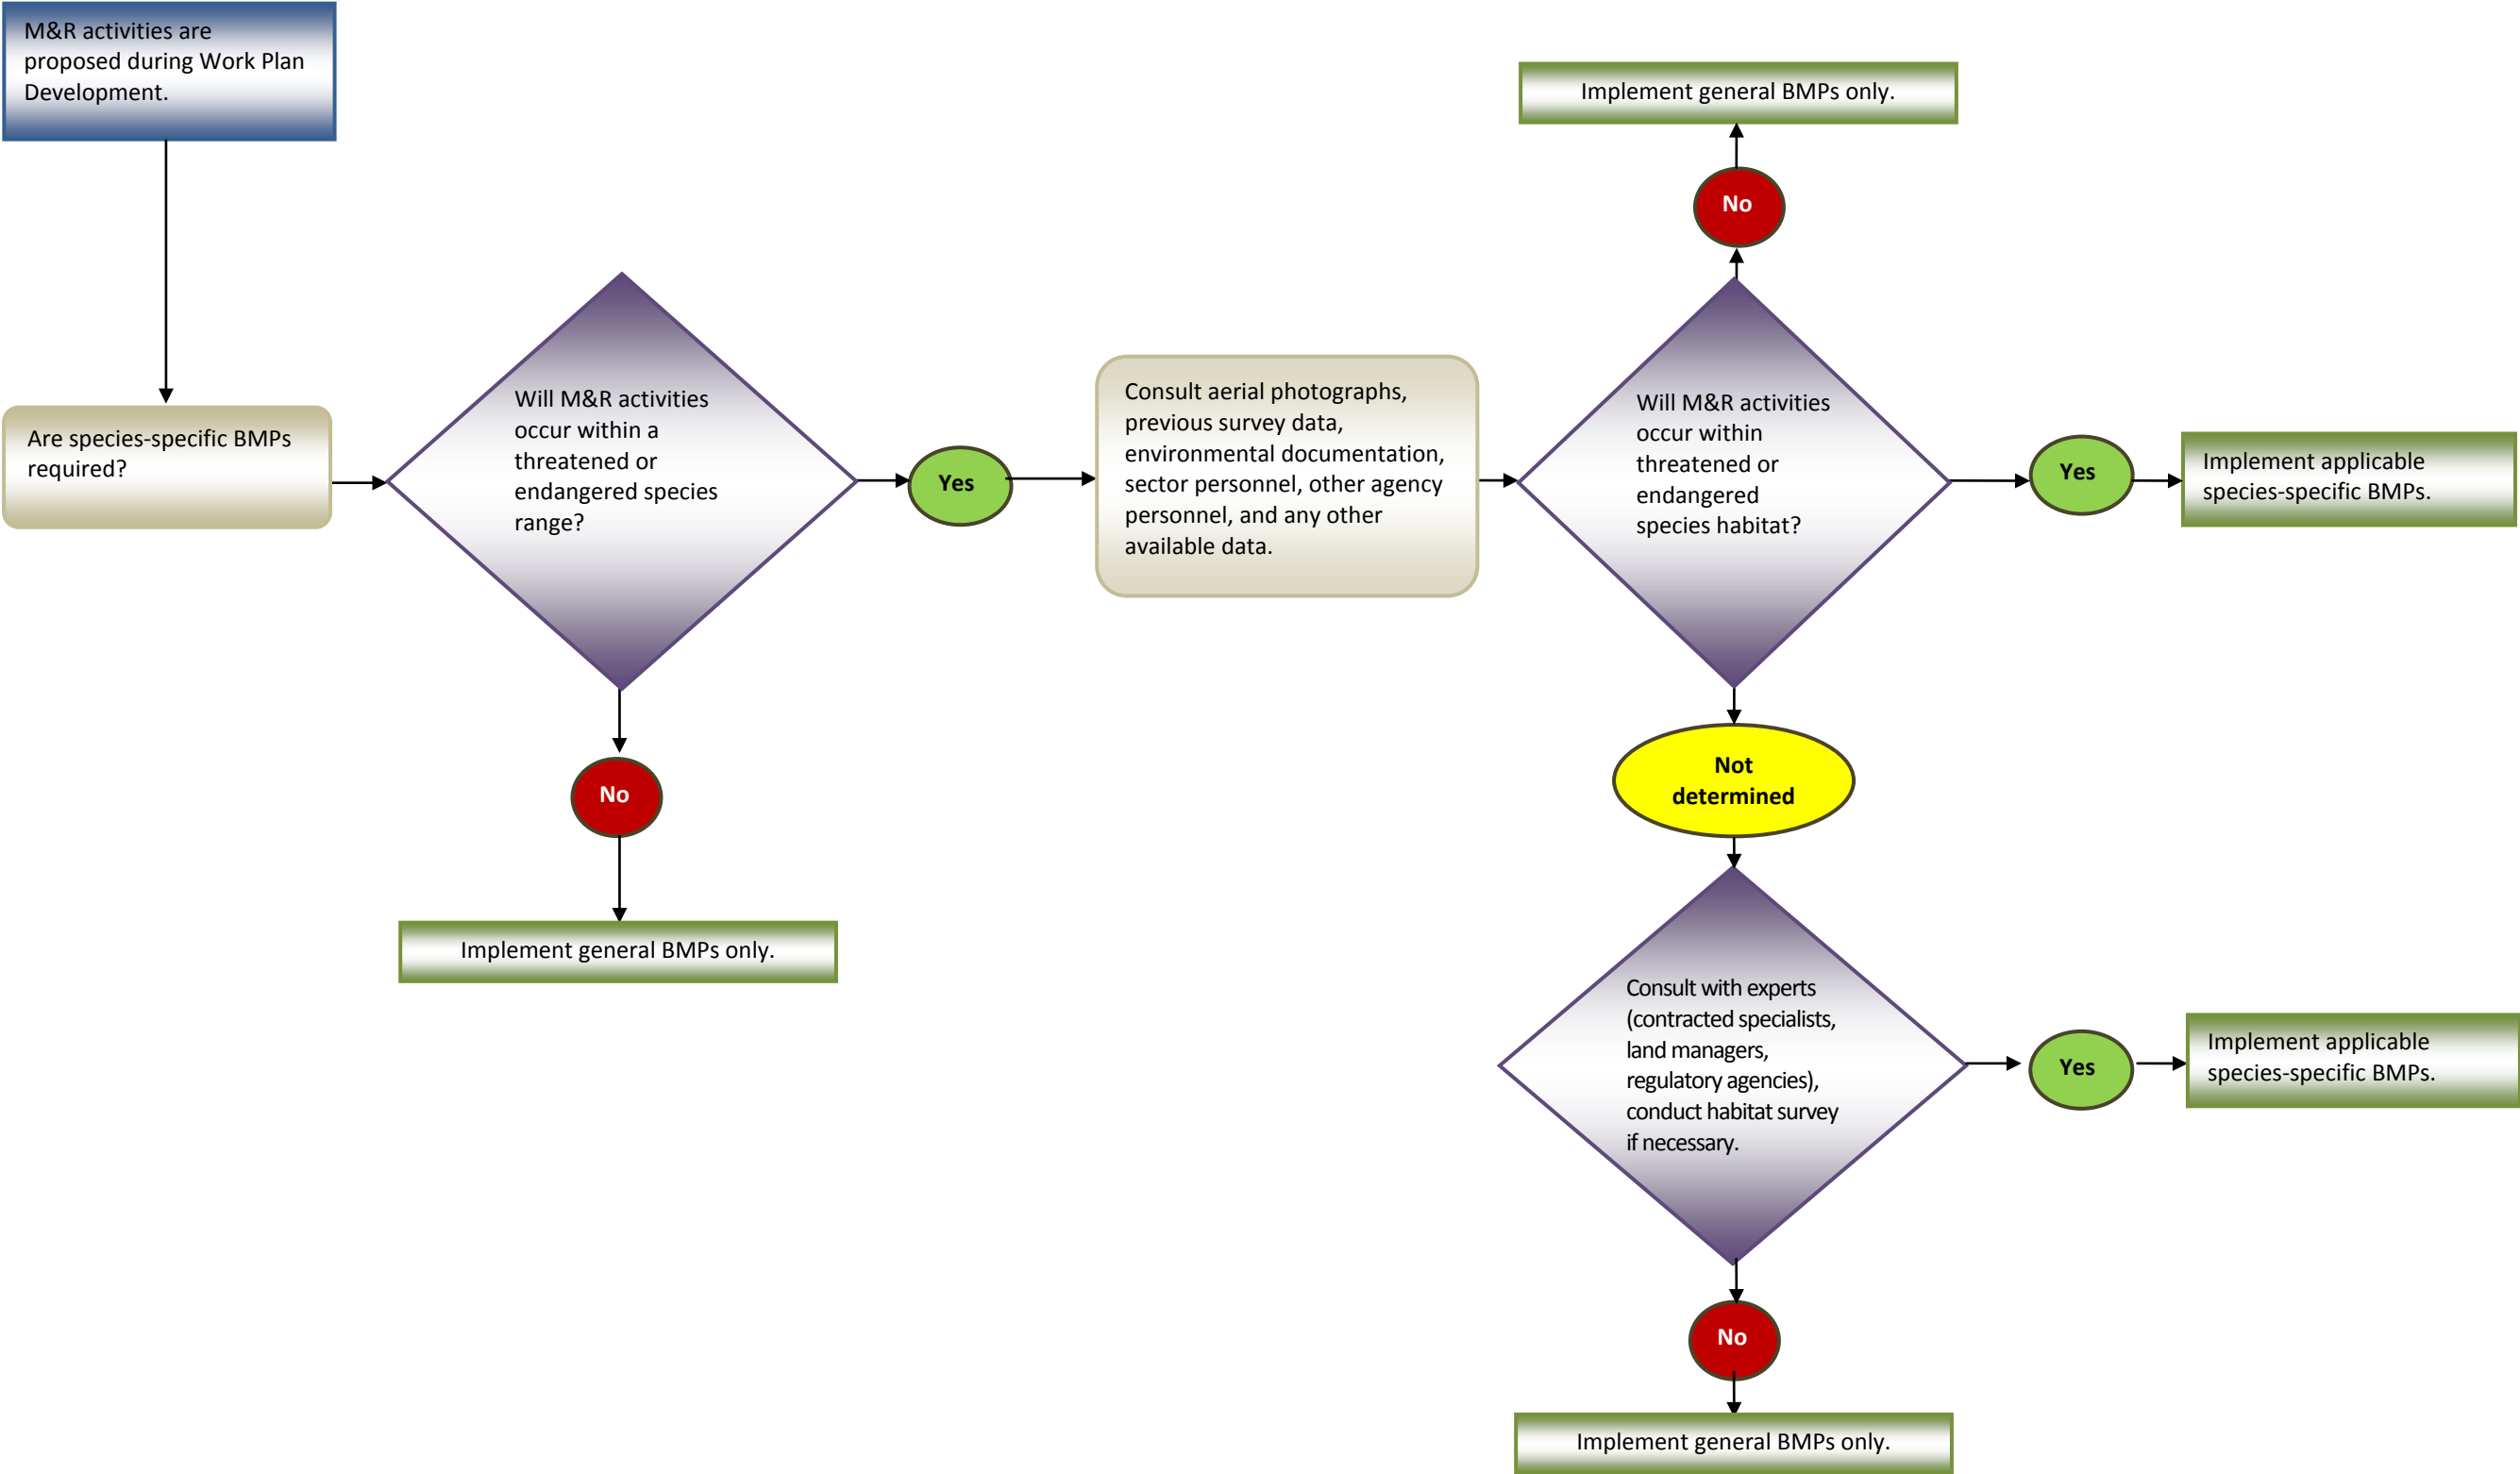 M&R activities are
proposed during Work Plan
Development.
Are species-specific BMPs
required?
Will M&R activities
occur within a
threatened or
endangered species
range?
No
Implement general BMPs only.
Yes
Consult aerial photographs,
previous survey data,
environmental documentation,
sector personnel, other agency
personnel, and any other
available data.
Will M&R activities
occur within
threatened or
endangered
species habitat?
No
Implement general BMPs only.
Yes
Implement applicable
species-specific BMPs.
Not
determined
Consult with experts
(contracted specialists,
land managers,
regulatory agencies),
conduct habitat survey
if necessary.
Yes
Implement applicable
species-specific BMPs.
No
Implement general BMPs only.